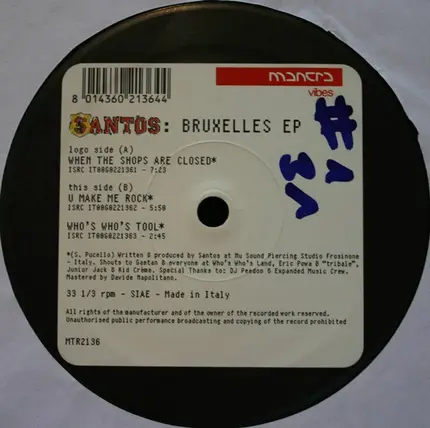 mantra
vibes
8 014360 213644
SANTOS: BRUXELLES EP
logo side (A)
WHEN THE SHOPS ARE CLOSED*
ISRC IT08G0221361 - 7:23
this side (B)
U MAKE ME ROCK*
ISRC IT08G0221362 - 5:58
WHO'S WHO'S TOOL*
ISRC IT08G0221363 - 2:45
*(S. Pucello) Written & produced by Santos at Nu Sound Piercing Studio Frosinone
- Italy. Shouts to Gaetan & everyone at Who's Who's Land, Eric Powa B "tribale",
Junior Jack & Kid Crème. Special Thanks to: DJ Peedoo & Expanded Music Crew.
Mastered by Davide Napolitano.
33 1/3 rpm - SIAE - Made in Italy
All rights of the manufacturer and of the owner of the recorded work reserved.
Unauthorised public performance broadcasting and copying of the record prohibited
MTR2136